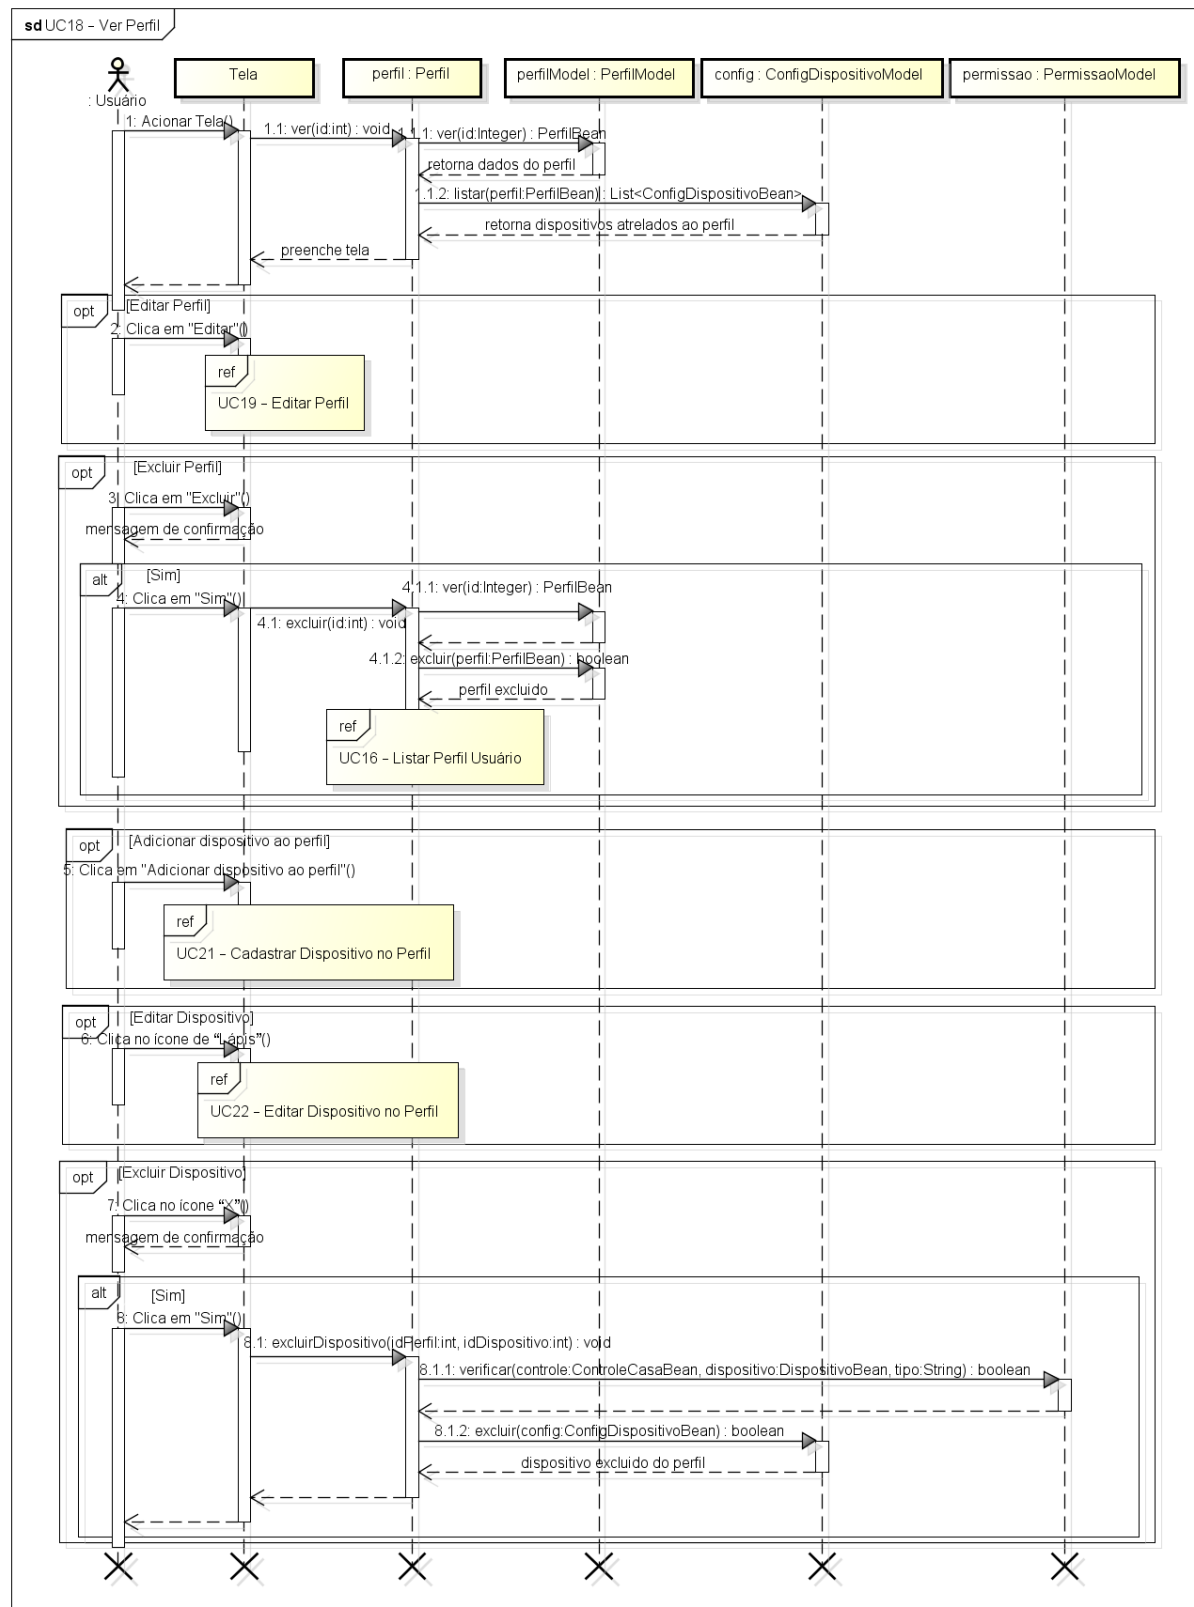 sd UC18 – Ver Perfil
: Usuário
Tela
perfil : Perfil
perfilModel : PerfilModel
config : ConfigDispositivoModel
permissao : PermissaoModel
1: Acionar Tela()
1.1: ver(id:int) : void
1.1.1: ver(id:Integer) : PerfilBean
retorna dados do perfil
1.1.2: listar(perfil:PerfilBean) : List<ConfigDispositivoBean>
retorna dispositivos atrelados ao perfil
preenche tela
opt
[Editar Perfil]
2: Clica em "Editar"()
ref
UC19 – Editar Perfil
opt
[Excluir Perfil]
3: Clica em "Excluir"()
mensagem de confirmação
alt
[Sim]
4: Clica em "Sim"()
4.1: excluir(id:int) : void
4.1.1: ver(id:Integer) : PerfilBean
4.1.2: excluir(perfil:PerfilBean) : boolean
perfil excluido
ref
UC16 – Listar Perfil Usuário
opt
[Adicionar dispositivo ao perfil]
5: Clica em "Adicionar dispositivo ao perfil"()
ref
UC21 – Cadastrar Dispositivo no Perfil
opt
[Editar Dispositivo]
6: Clica no ícone de “Lápis”()
ref
UC22 – Editar Dispositivo no Perfil
opt
[Excluir Dispositivo]
7: Clica no ícone “X”()
mensagem de confirmação
alt
[Sim]
8: Clica em "Sim"()
8.1: excluirDispositivo(idPerfil:int, idDispositivo:int) : void
8.1.1: verificar(controle:ControleCasaBean, dispositivo:DispositivoBean, tipo:String) : boolean
8.1.2: excluir(config:ConfigDispositivoBean) : boolean
dispositivo excluido do perfil